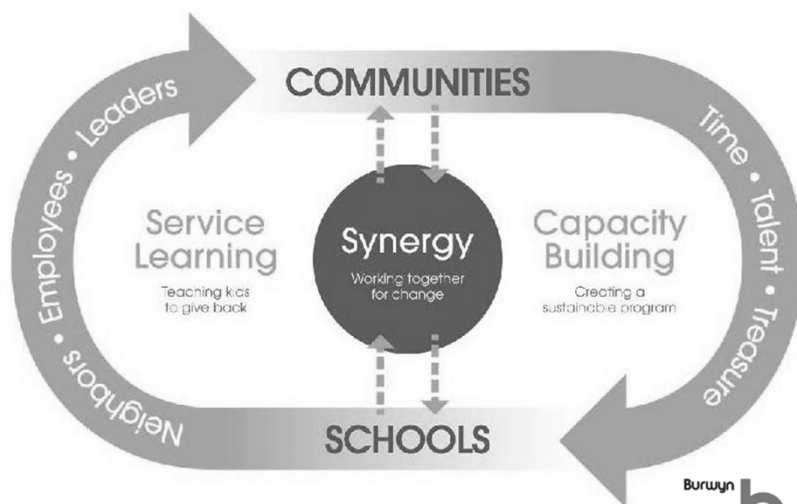 COMMUNITIES
Neighbors • Employees • Leaders
Time • Talent • Treasure
Service
Learning
Teaching kids
to give back
Synergy
Working together
for change
Capacity
Building
Creating a
sustainable program
SCHOOLS
Burwyn
b